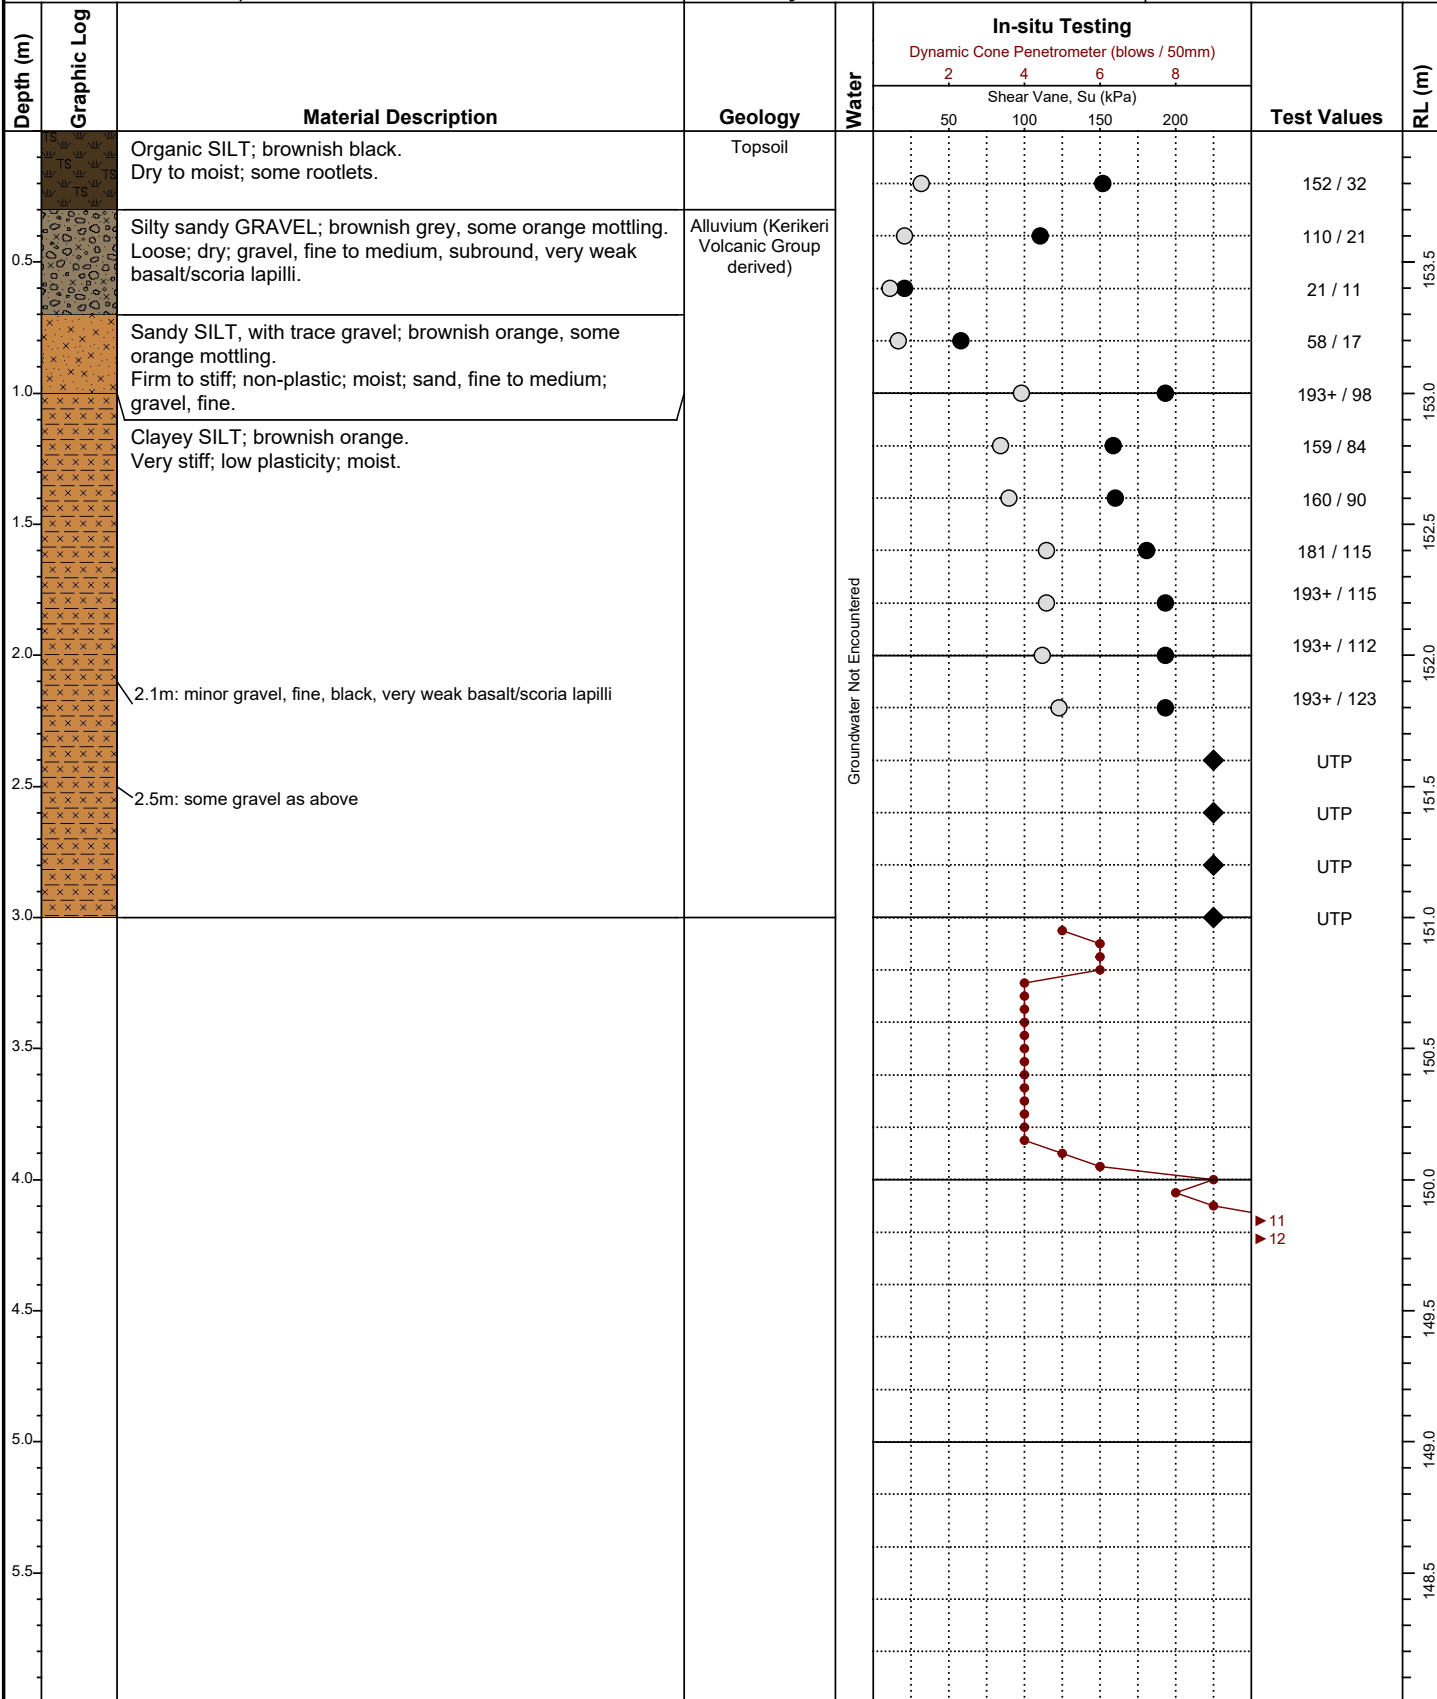 Depth (m)
Graphic Log
Material Description
Geology
Water
In-situ Testing
Dynamic Cone Penetrometer (blows / 50mm)
2 4 6 8
Shear Vane, Su (kPa)
50 100 150 200
Test Values
RL (m)
TS
TS
TS
TS
Organic SILT; brownish black.
Dry to moist; some rootlets.
Topsoil
152 / 32
Silty sandy GRAVEL; brownish grey, some orange mottling.
Loose; dry; gravel, fine to medium, subround, very weak
basalt/scoria lapilli.
Alluvium (Kerikeri
Volcanic Group
derived)
110 / 21
0.5
153.5
21 / 11
Sandy SILT, with trace gravel; brownish orange, some
orange mottling.
Firm to stiff; non-plastic; moist; sand, fine to medium;
gravel, fine.
58 / 17
1.0
193+ / 98
153.0
Clayey SILT; brownish orange.
Very stiff; low plasticity; moist.
159 / 84
160 / 90
1.5
152.5
181 / 115
193+ / 115
Groundwater Not Encountered
2.0
193+ / 112
152.0
2.1m: minor gravel, fine, black, very weak basalt/scoria lapilli
193+ / 123
UTP
2.5
151.5
2.5m: some gravel as above
UTP
UTP
3.0
UTP
151.0
3.5
150.5
4.0
150.0
11
12
4.5
149.5
5.0
149.0
5.5
148.5